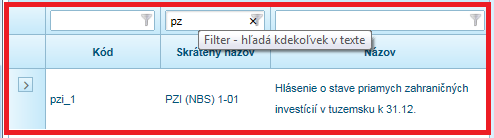 pz
Filter - hľadá kdekoľvek v texte
Kód
Skrátený názov
Názov
pzi_1
PZI (NBS) 1-01
Hlásenie o stave priamych zahraničných
investícií v tuzemsku k 31.12.